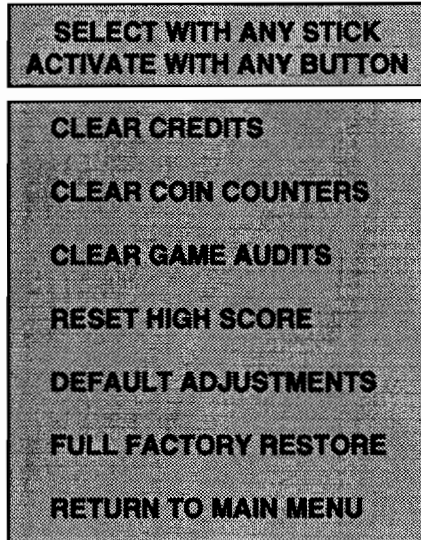 SELECT WITH ANY STICK
ACTIVATE WITH ANY BUTTON
CLEAR CREDITS
CLEAR COIN COUNTERS
CLEAR GAME AUDITS
RESET HIGH SCORE
DEFAULT ADJUSTMENTS
FULL FACTORY RESTORE
RETURN TO MAIN MENU